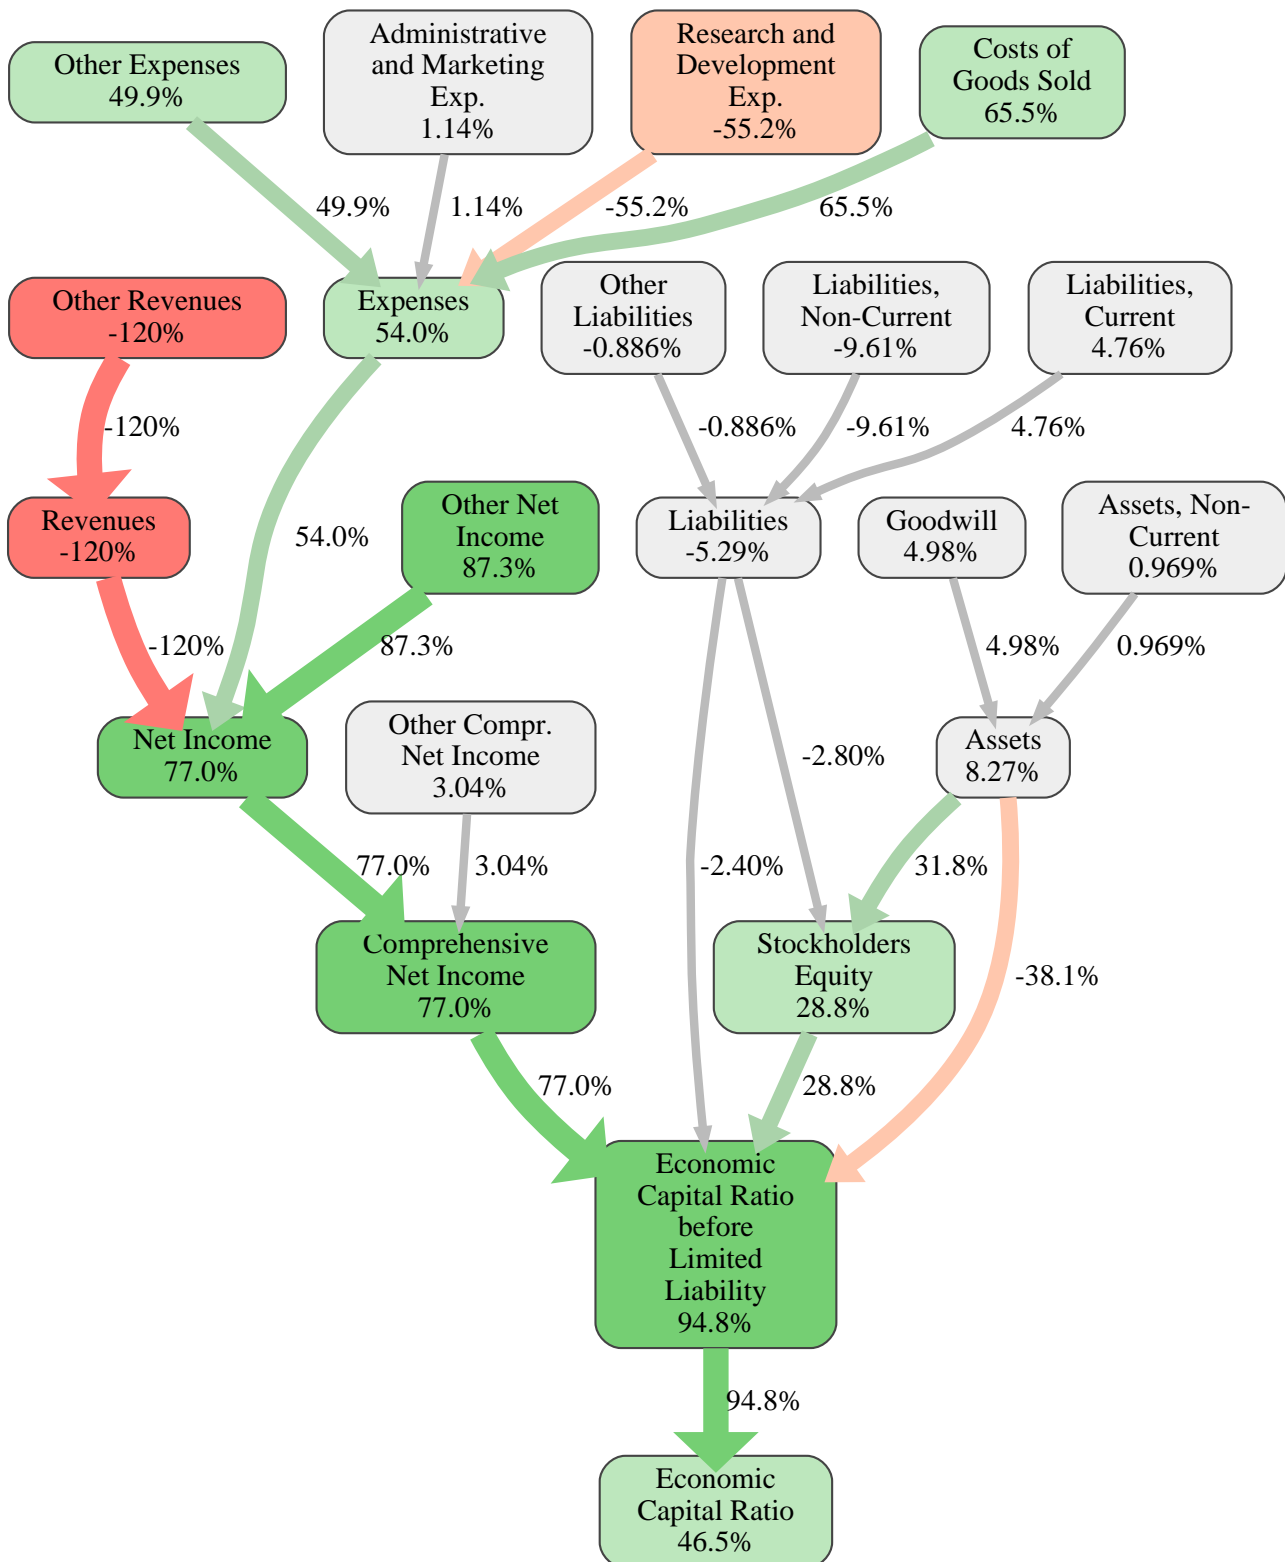 Other Expenses
49.9%
Administrative
and Marketing
Exp.
1.14%
Research and
Development
Exp.
-55.2%
Costs of
Goods Sold
65.5%
49.9%
1.14%
-55.2%
65.5%
Other Revenues
-120%
Expenses
54.0%
Other
Liabilities
-0.886%
Liabilities,
Non-Current
-9.61%
Liabilities,
Current
4.76%
-120%
-0.886%
-9.61%
4.76%
Revenues
-120%
54.0%
Other Net
Income
87.3%
Liabilities
-5.29%
Goodwill
4.98%
Assets, Non-
Current
0.969%
-120%
87.3%
4.98%
0.969%
Net Income
77.0%
Other Compr.
Net Income
3.04%
-2.80%
Assets
8.27%
77.0%
3.04%
-2.40%
31.8%
Comprehensive
Net Income
77.0%
Stockholders
Equity
28.8%
-38.1%
77.0%
28.8%
Economic
Capital Ratio
before
Limited
Liability
94.8%
94.8%
Economic
Capital Ratio
46.5%